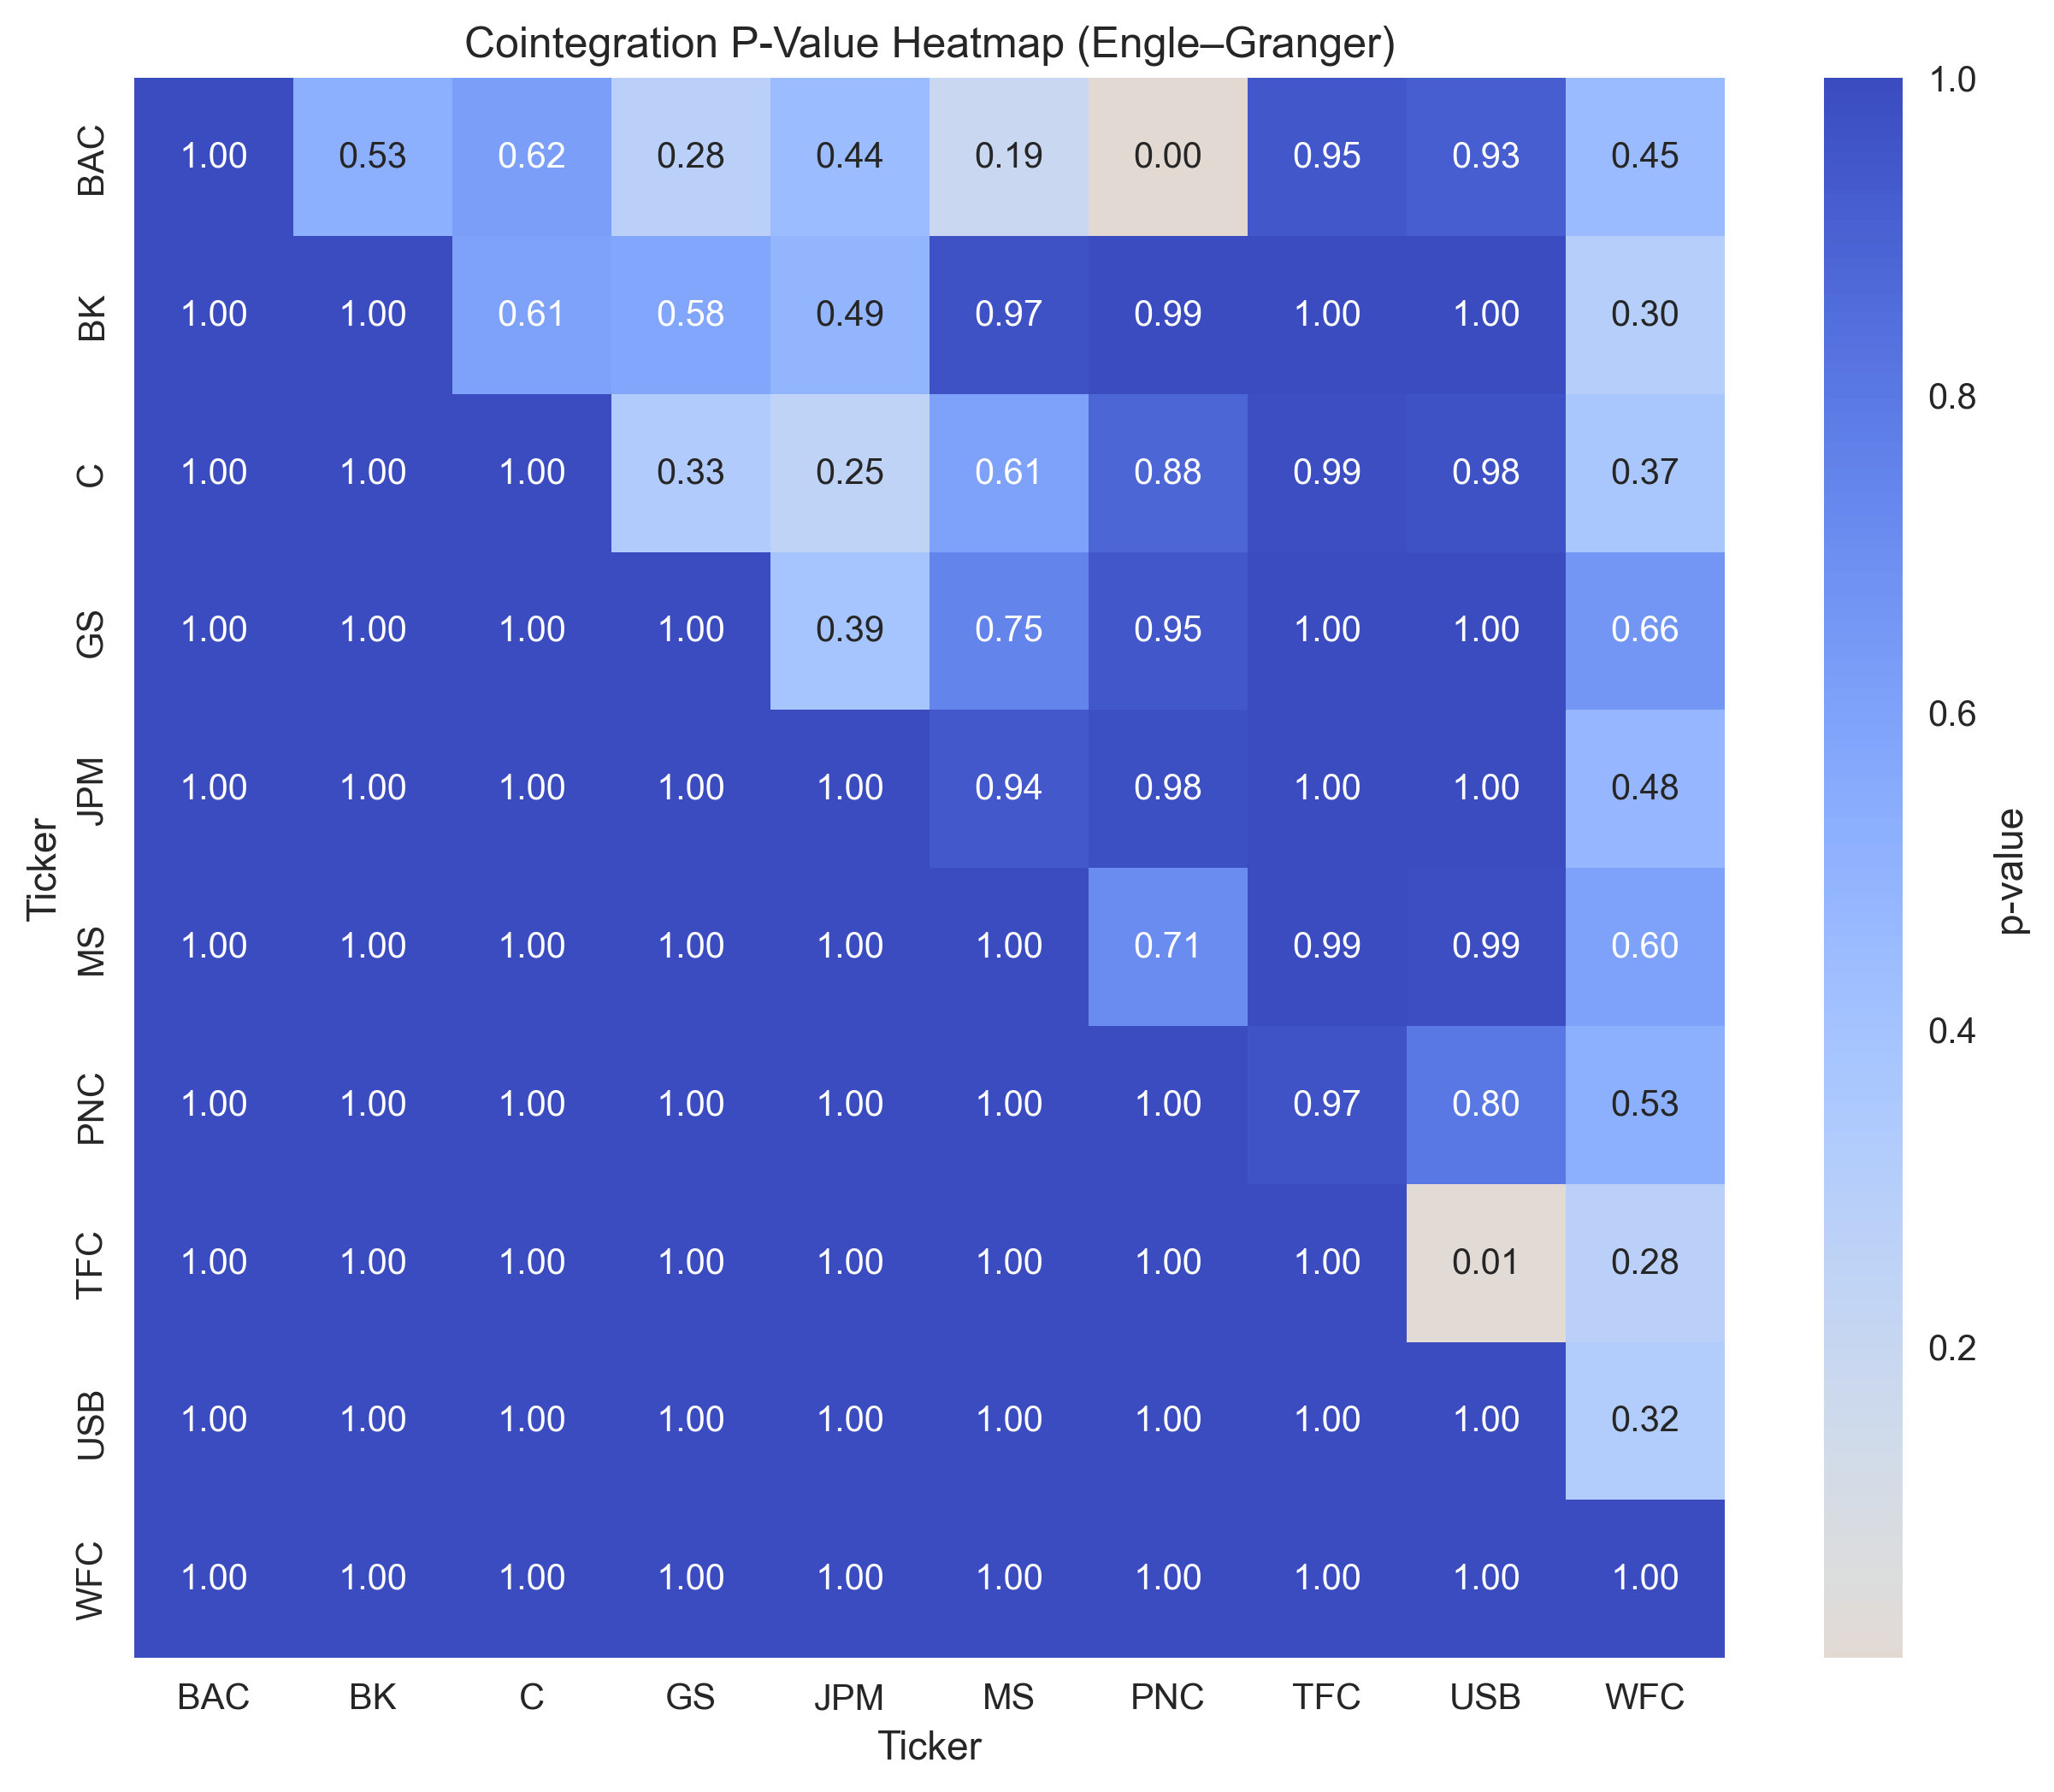 Cointegration P-Value Heatmap (Engle–Granger)
BAC 1.00 0.53 0.62 0.28 0.44 0.19 0.00 0.95 0.93 0.45
BK 1.00 1.00 0.61 0.58 0.49 0.97 0.99 1.00 1.00 0.30
C 1.00 1.00 1.00 0.33 0.25 0.61 0.88 0.99 0.98 0.37
GS 1.00 1.00 1.00 1.00 0.39 0.75 0.95 1.00 1.00 0.66
JPM 1.00 1.00 1.00 1.00 1.00 0.94 0.98 1.00 1.00 0.48
MS 1.00 1.00 1.00 1.00 1.00 1.00 0.71 0.99 0.99 0.60
PNC 1.00 1.00 1.00 1.00 1.00 1.00 1.00 0.97 0.80 0.53
TFC 1.00 1.00 1.00 1.00 1.00 1.00 1.00 1.00 0.01 0.28
USB 1.00 1.00 1.00 1.00 1.00 1.00 1.00 1.00 1.00 0.32
WFC 1.00 1.00 1.00 1.00 1.00 1.00 1.00 1.00 1.00 1.00
BAC BK C GS JPM MS PNC TFC USB WFC
Ticker
Ticker
1.0
0.8
0.6
0.4
0.2
p-value